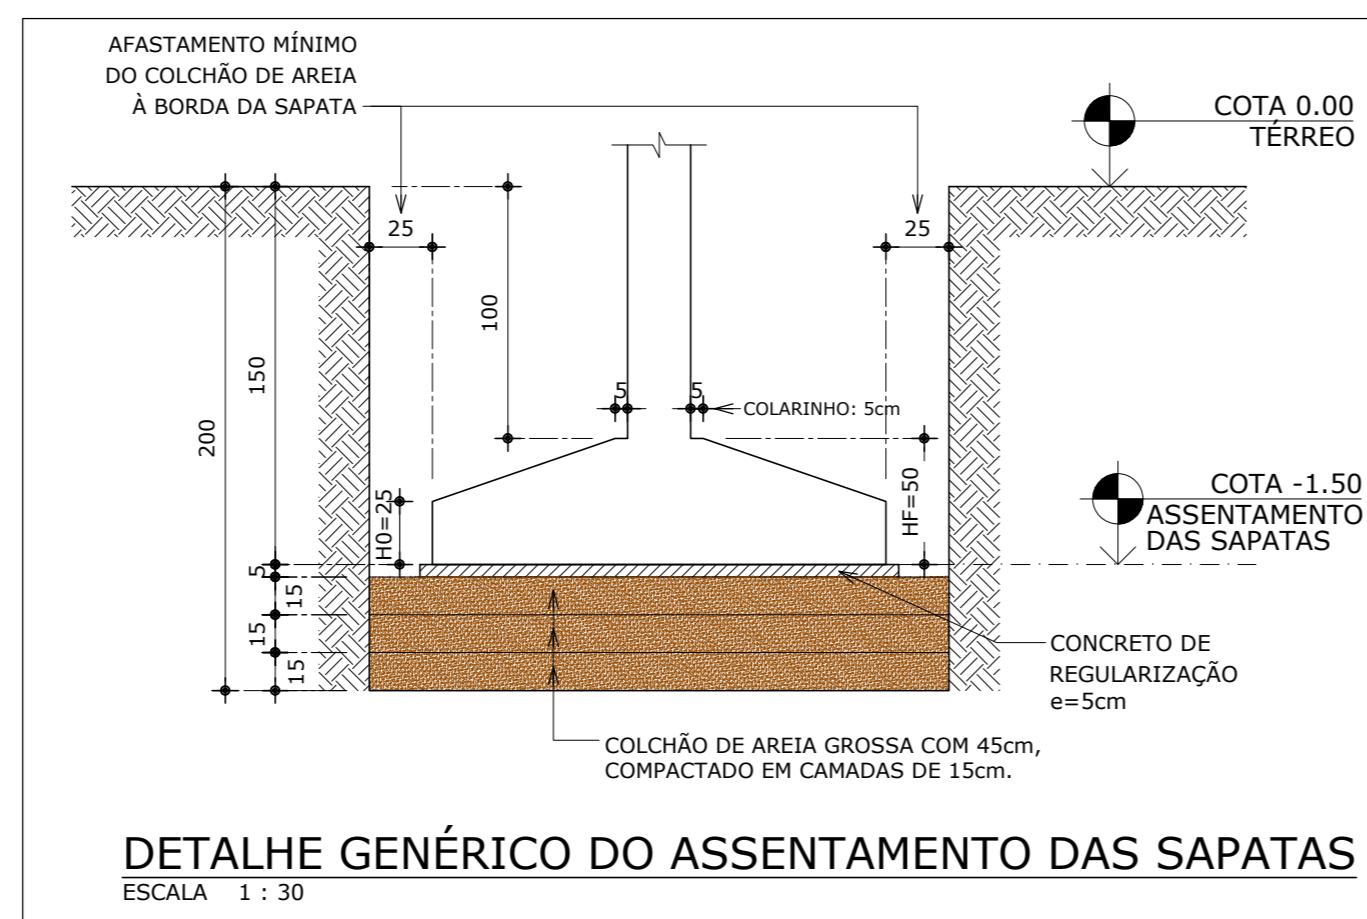 AFASTAMENTO MÍNIMO
DO COLCHÃO DE AREIA
À BORDA DA SAPATA
COTA 0.00
TÉRREO
25
25
100
150
200
5
5
COLARINHO: 5cm
H0=25
HF=50
COTA -1.50
ASSENTAMENTO
DAS SAPATAS
5
15
15
15
CONCRETO DE
REGULARIZAÇÃO
e=5cm
COLCHÃO DE AREIA GROSSA COM 45cm,
COMPACTADO EM CAMADAS DE 15cm.
DETALHE GENÉRICO DO ASSENTAMENTO DAS SAPATAS
ESCALA 1 : 30